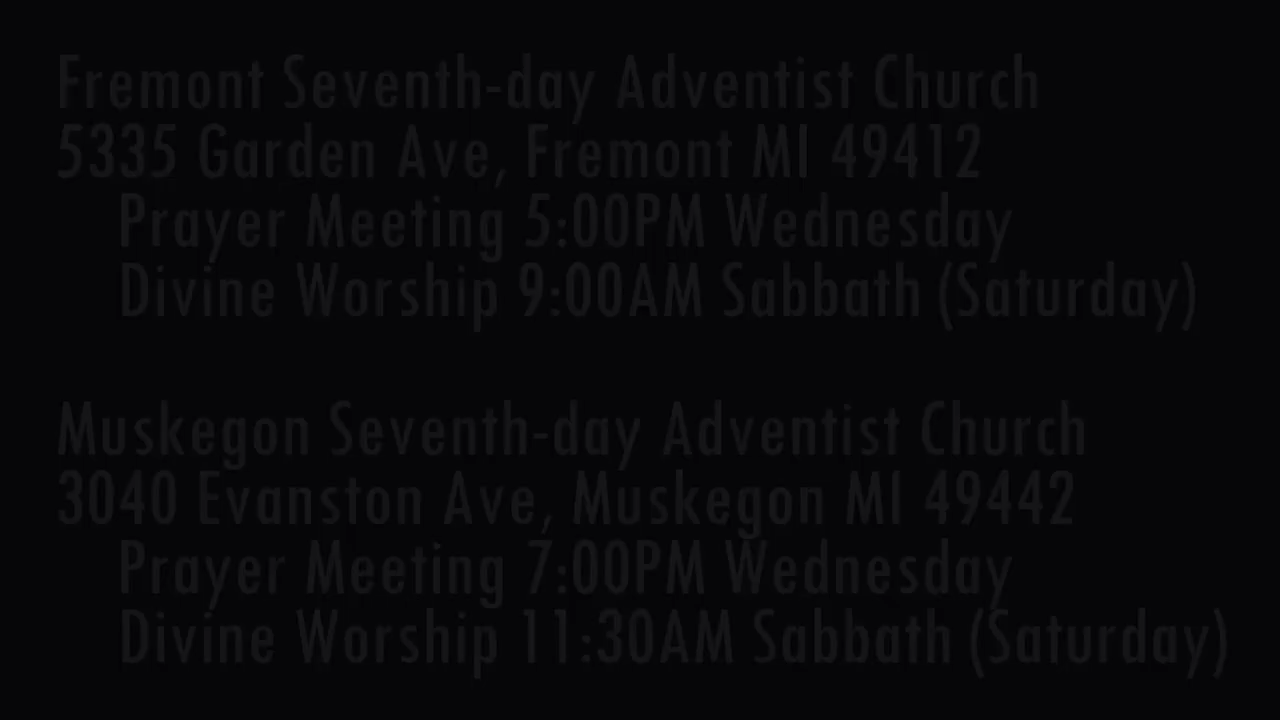 Fremont Seventh-day Adventist Church
5335 Garden Ave, Fremont MI 49412
Prayer Meeting 5:00PM Wednesday
Divine Worship 9:00AM Sabbath (Saturday)
Muskegon Seventh-day Adventist Church
3040 Evanston Ave, Muskegon MI 49442
Prayer Meeting 7:00PM Wednesday
Divine Worship 11:30AM Sabbath (Saturday)